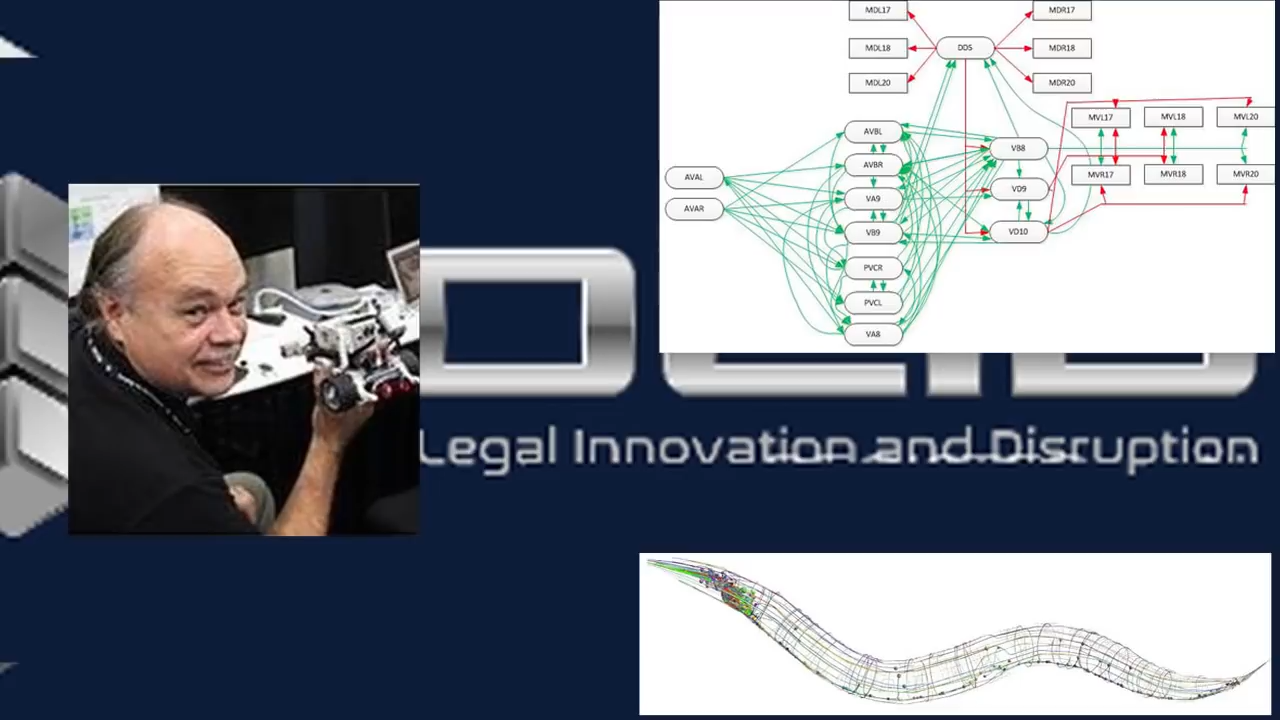 MDL17
MDR17
MDL18
DD5
MDR18
MDL20
MDR20
MVL17
MVL18
MVL20
AVBL
VB8
AVBR
AVAL
MVR17
MVR18
MVR20
VD9
VA9
AVAR
VB9
VD10
PVCR
PVCL
VA8
Legal Innovation and Disruption